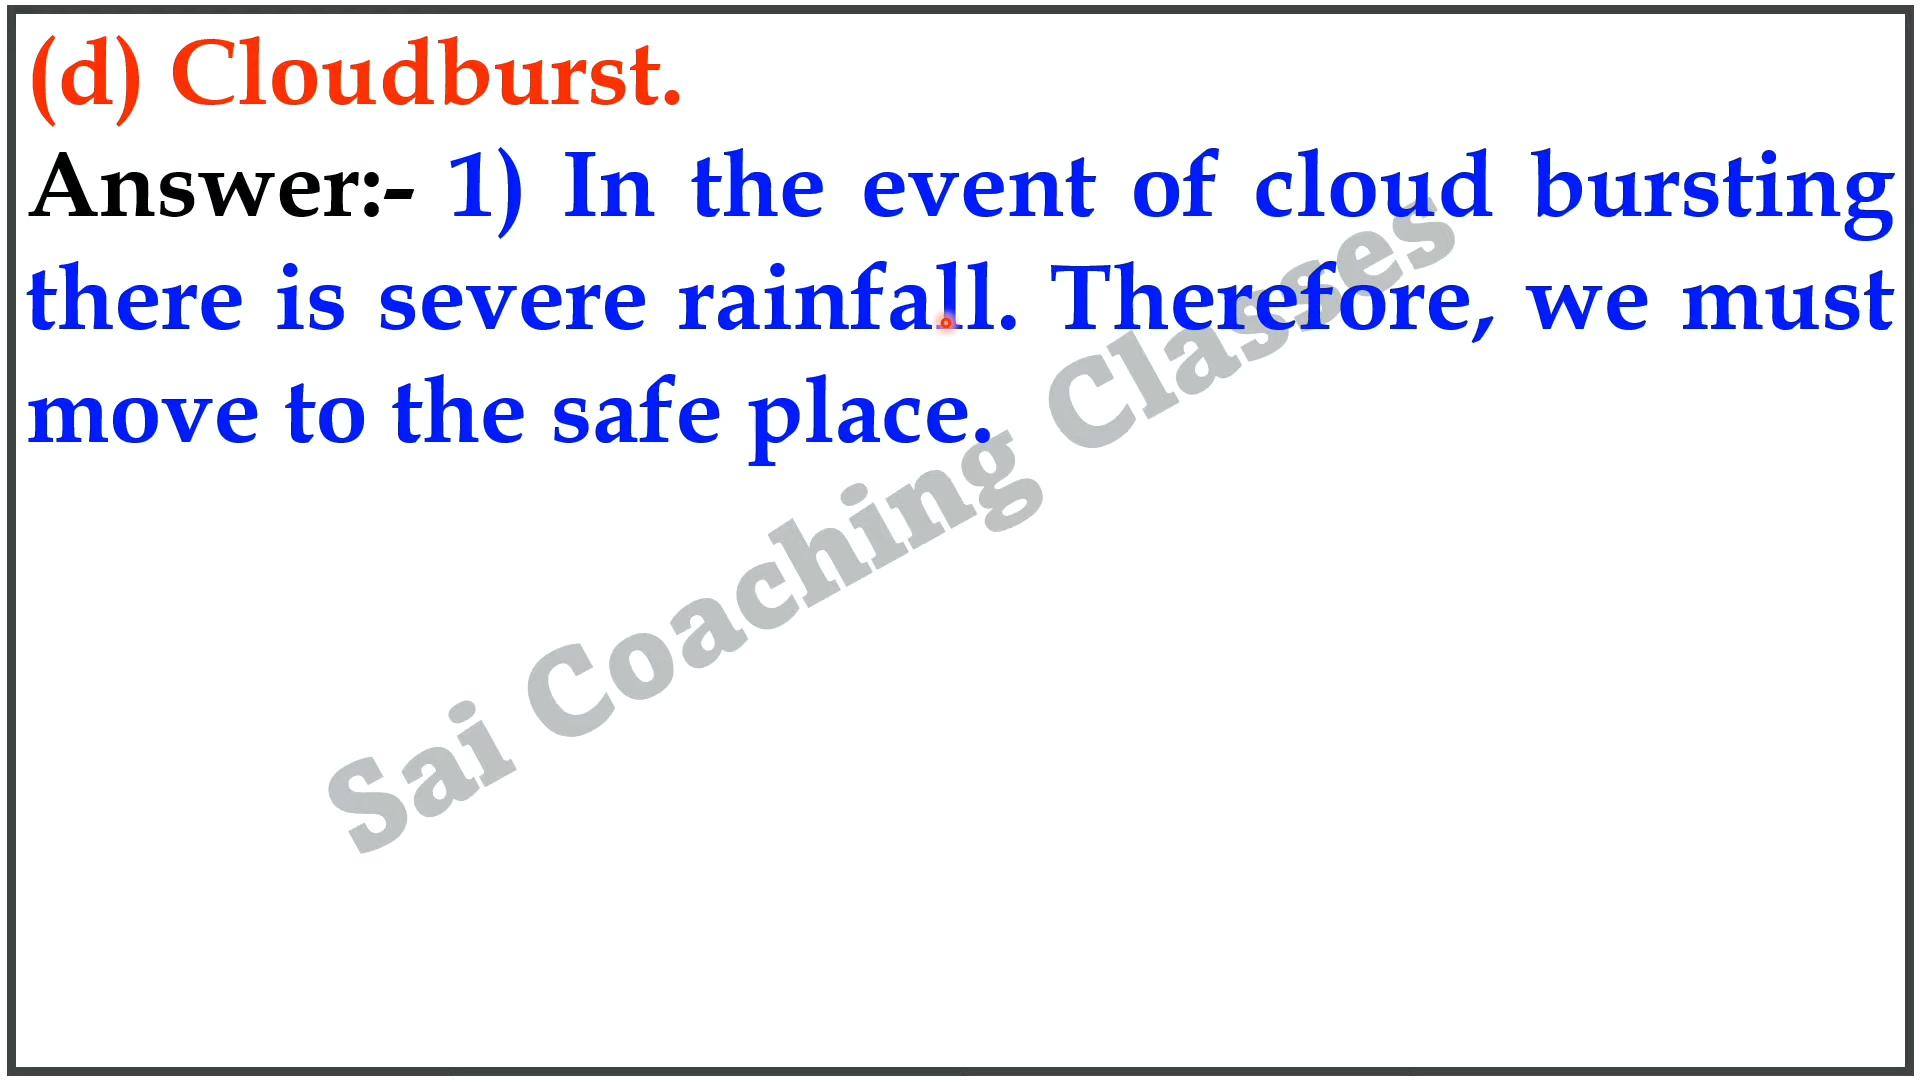 (d) Cloudburst.
Answer:- 1) In the event of cloud bursting
there is severe rainfall. Therefore, we must
move to the safe place.
Sai Coaching Classes